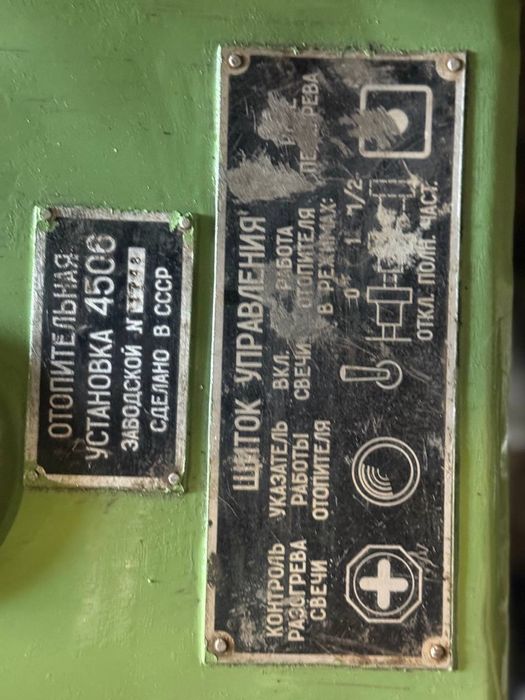 ОТОПИТЕЛЬНАЯ
УСТАНОВКА 4506
ЗАВОДСКОЙ N
СДЕЛАНО В СССР
ЩИТОК УПРАВЛЕНИЯ
КОНТРОЛЬ
РАЗОГРЕВА
СВЕЧИ
УКАЗАТЕЛЬ
РАБОТЫ
ОТОПИТЕЛЯ
ВКЛ.
СВЕЧИ
РАБОТА
ОТОПИТЕЛЯ
В РЕЖИМАХ:
0 1 1/2
ОТКЛ. ПОЛН. ЧАСТ.